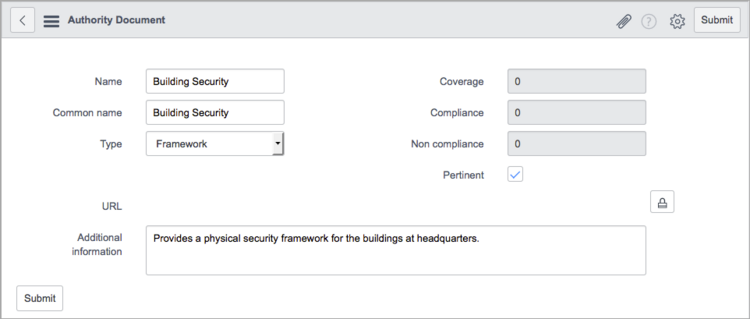 Authority Document
?
Submit
Name Building Security
Coverage 0
Common name Building Security
Compliance 0
Type Framework
Non compliance 0
Pertinent
URL
Additional
information
Provides a physical security framework for the buildings at headquarters.
Submit